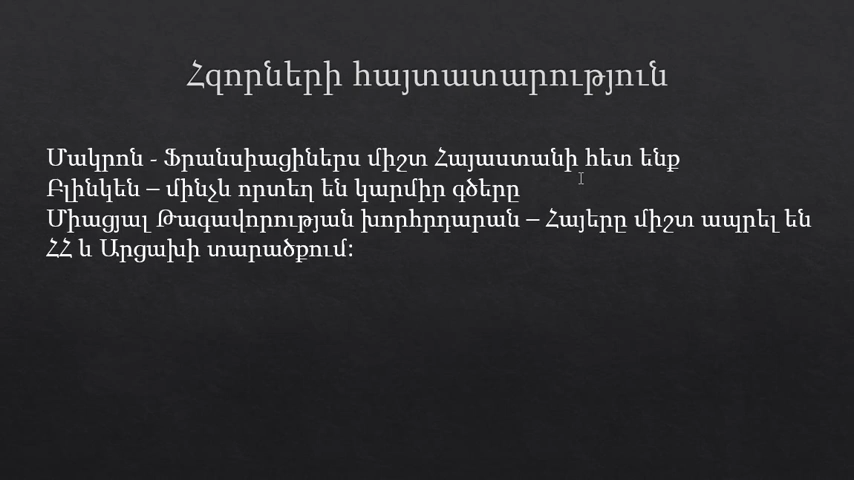 Հզորների հայտատարություն
Մակրոն - Ֆրանսիացիներս միշտ Հայաստանի հետ ենք
Բլինկեն – մինչև որտեղ են կարմիր գծերը
Միացյալ Թագավորության խորհրդարան – Հայերը միշտ ապրել են
ՀՀ և Արցախի տարածքում: